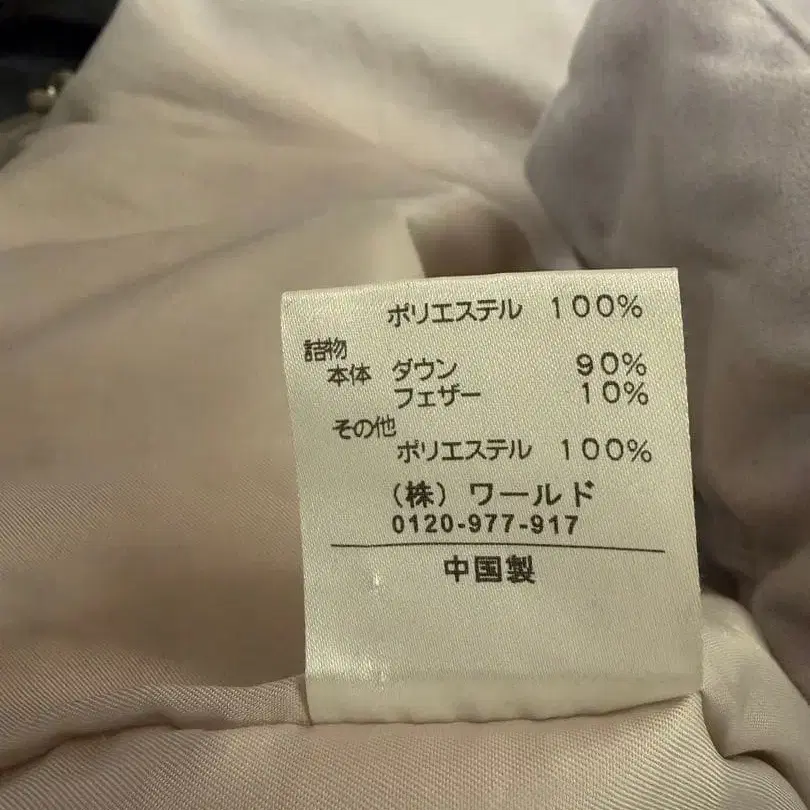 ポリエステル 100%
詰物
本体 ダウン 90%
フェザー 10%
その他
ポリエステル 100%
(株) ワールド
0120-977-917
中国製